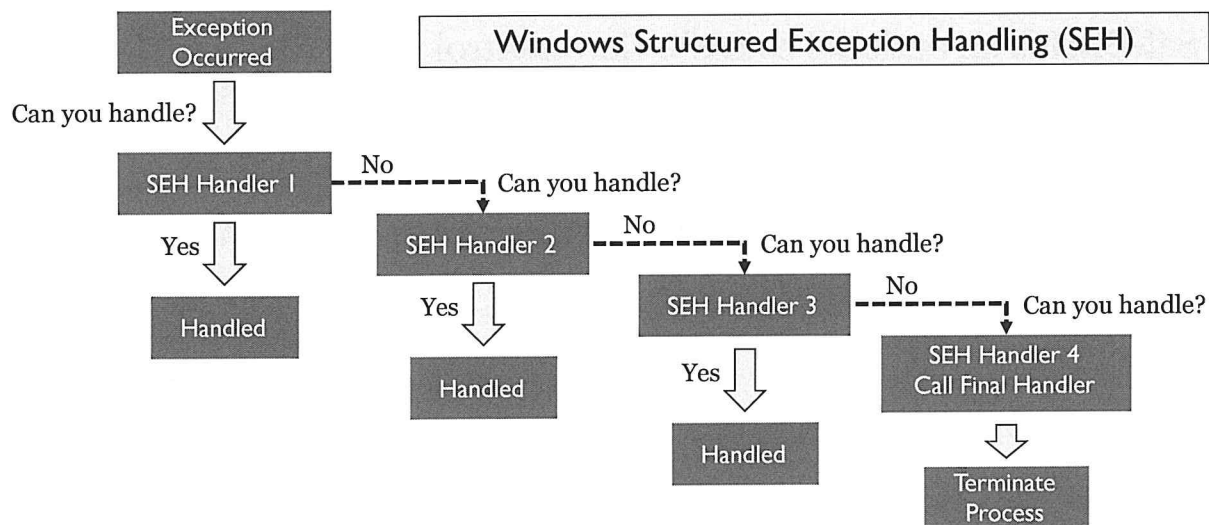 Exception
Occurred
Windows Structured Exception Handling (SEH)
Can you handle?
SEH Handler 1
No
Can you handle?
Yes
SEH Handler 2
No
Can you handle?
Handled
Yes
SEH Handler 3
No
Can you handle?
Handled
Yes
SEH Handler 4
Call Final Handler
Handled
Terminate
Process